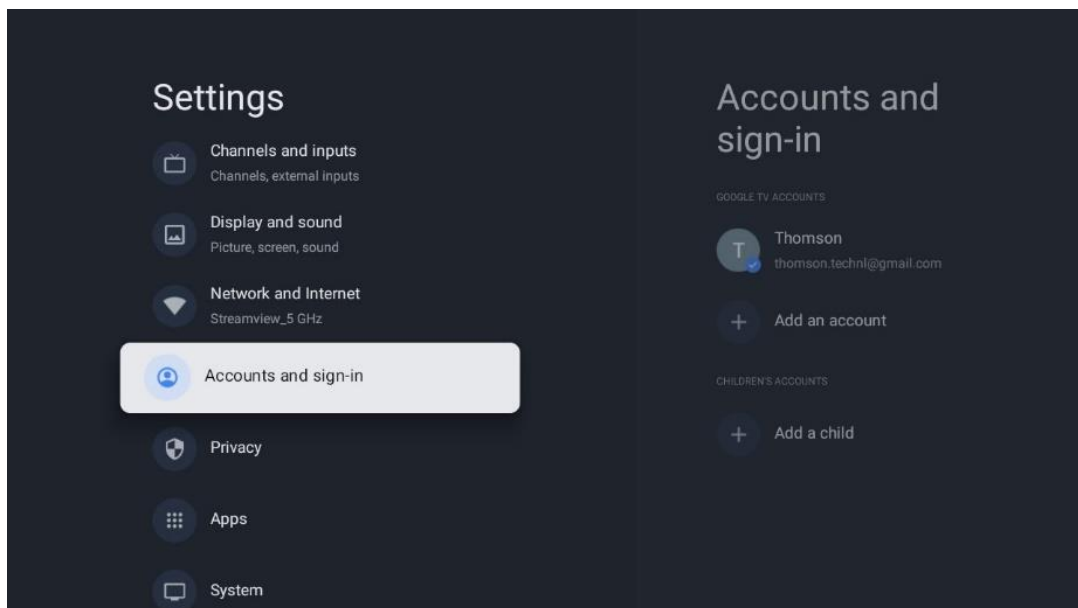 Settings
Channels and inputs
Channels, external inputs
Display and sound
Picture, screen, sound
Network and Internet
Streamview_5 GHz
Accounts and sign-in
Privacy
Apps
System
Accounts and
sign-in
GOOGLE TV ACCOUNTS
T
Thomson
thomson.technl@gmail.com
Add an account
CHILDREN'S ACCOUNTS
Add a child